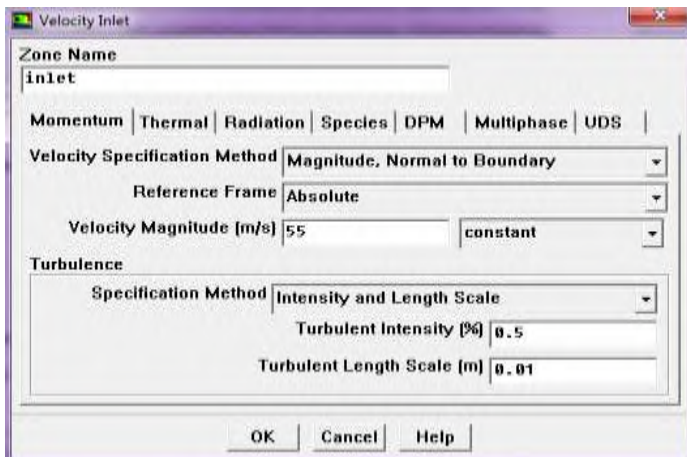 Velocity Inlet
Zone Name
inlet
Momentum Thermal Radiation Species DPM Multiphase UDS
Velocity Specification Method Magnitude, Normal to Boundary
Reference Frame Absolute
Velocity Magnitude (m/s) 55 constant
Turbulence
Specification Method Intensity and Length Scale
Turbulent Intensity (%) 0.5
Turbulent Length Scale (m) 0.01
OK Cancel Help